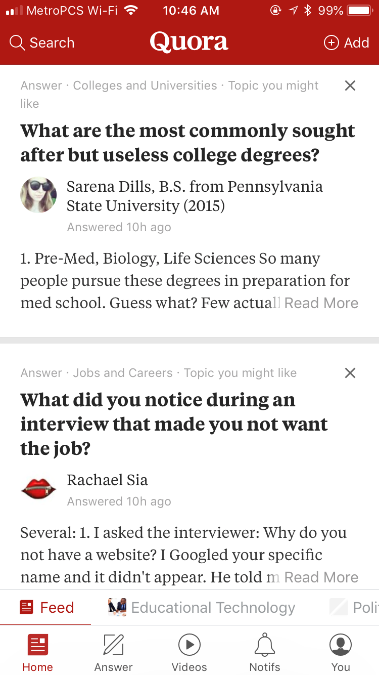 MetroPCS Wi-Fi 10:46 AM 99%
Search Quora Add
Answer · Colleges and Universities · Topic you might
like
What are the most commonly sought
after but useless college degrees?
Sarena Dills, B.S. from Pennsylvania
State University (2015)
Answered 10h ago
1. Pre-Med, Biology, Life Sciences So many
people pursue these degrees in preparation for
med school. Guess what? Few actual Read More
Answer · Jobs and Careers · Topic you might like
What did you notice during an
interview that made you not want
the job?
Rachael Sia
Answered 10h ago
Several: 1. I asked the interviewer: Why do you
not have a website? I Googled your specific
name and it didn't appear. He told m Read More
Feed Educational Technology Poli
Home Answer Videos Notifs You